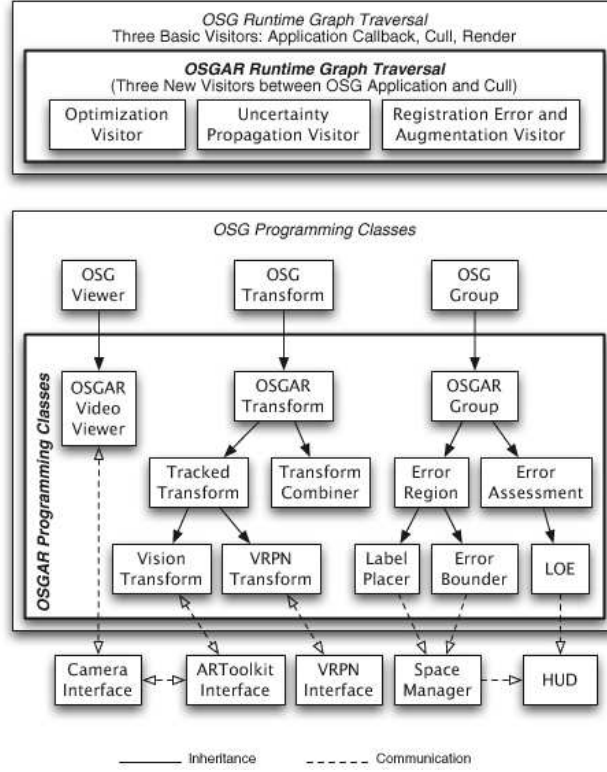 OSG Runtime Graph Traversal
Three Basic Visitors: Application Callback, Cull, Render
OSGAR Runtime Graph Traversal
(Three New Visitors between OSG Application and Cull)
Optimization
Visitor
Uncertainty
Propagation Visitor
Registration Error and
Augmentation Visitor
OSG Programming Classes
OSG
Viewer
OSG
Transform
OSG
Group
OSGAR Programming Classes
OSGAR
Video
Viewer
OSGAR
Transform
OSGAR
Group
Tracked
Transform
Transform
Combiner
Error
Region
Error
Assessment
Vision
Transform
VRPN
Transform
Label
Placer
Error
Bounder
LOE
Camera
Interface
ARToolkit
Interface
VRPN
Interface
Space
Manager
HUD
Inheritance
Communication